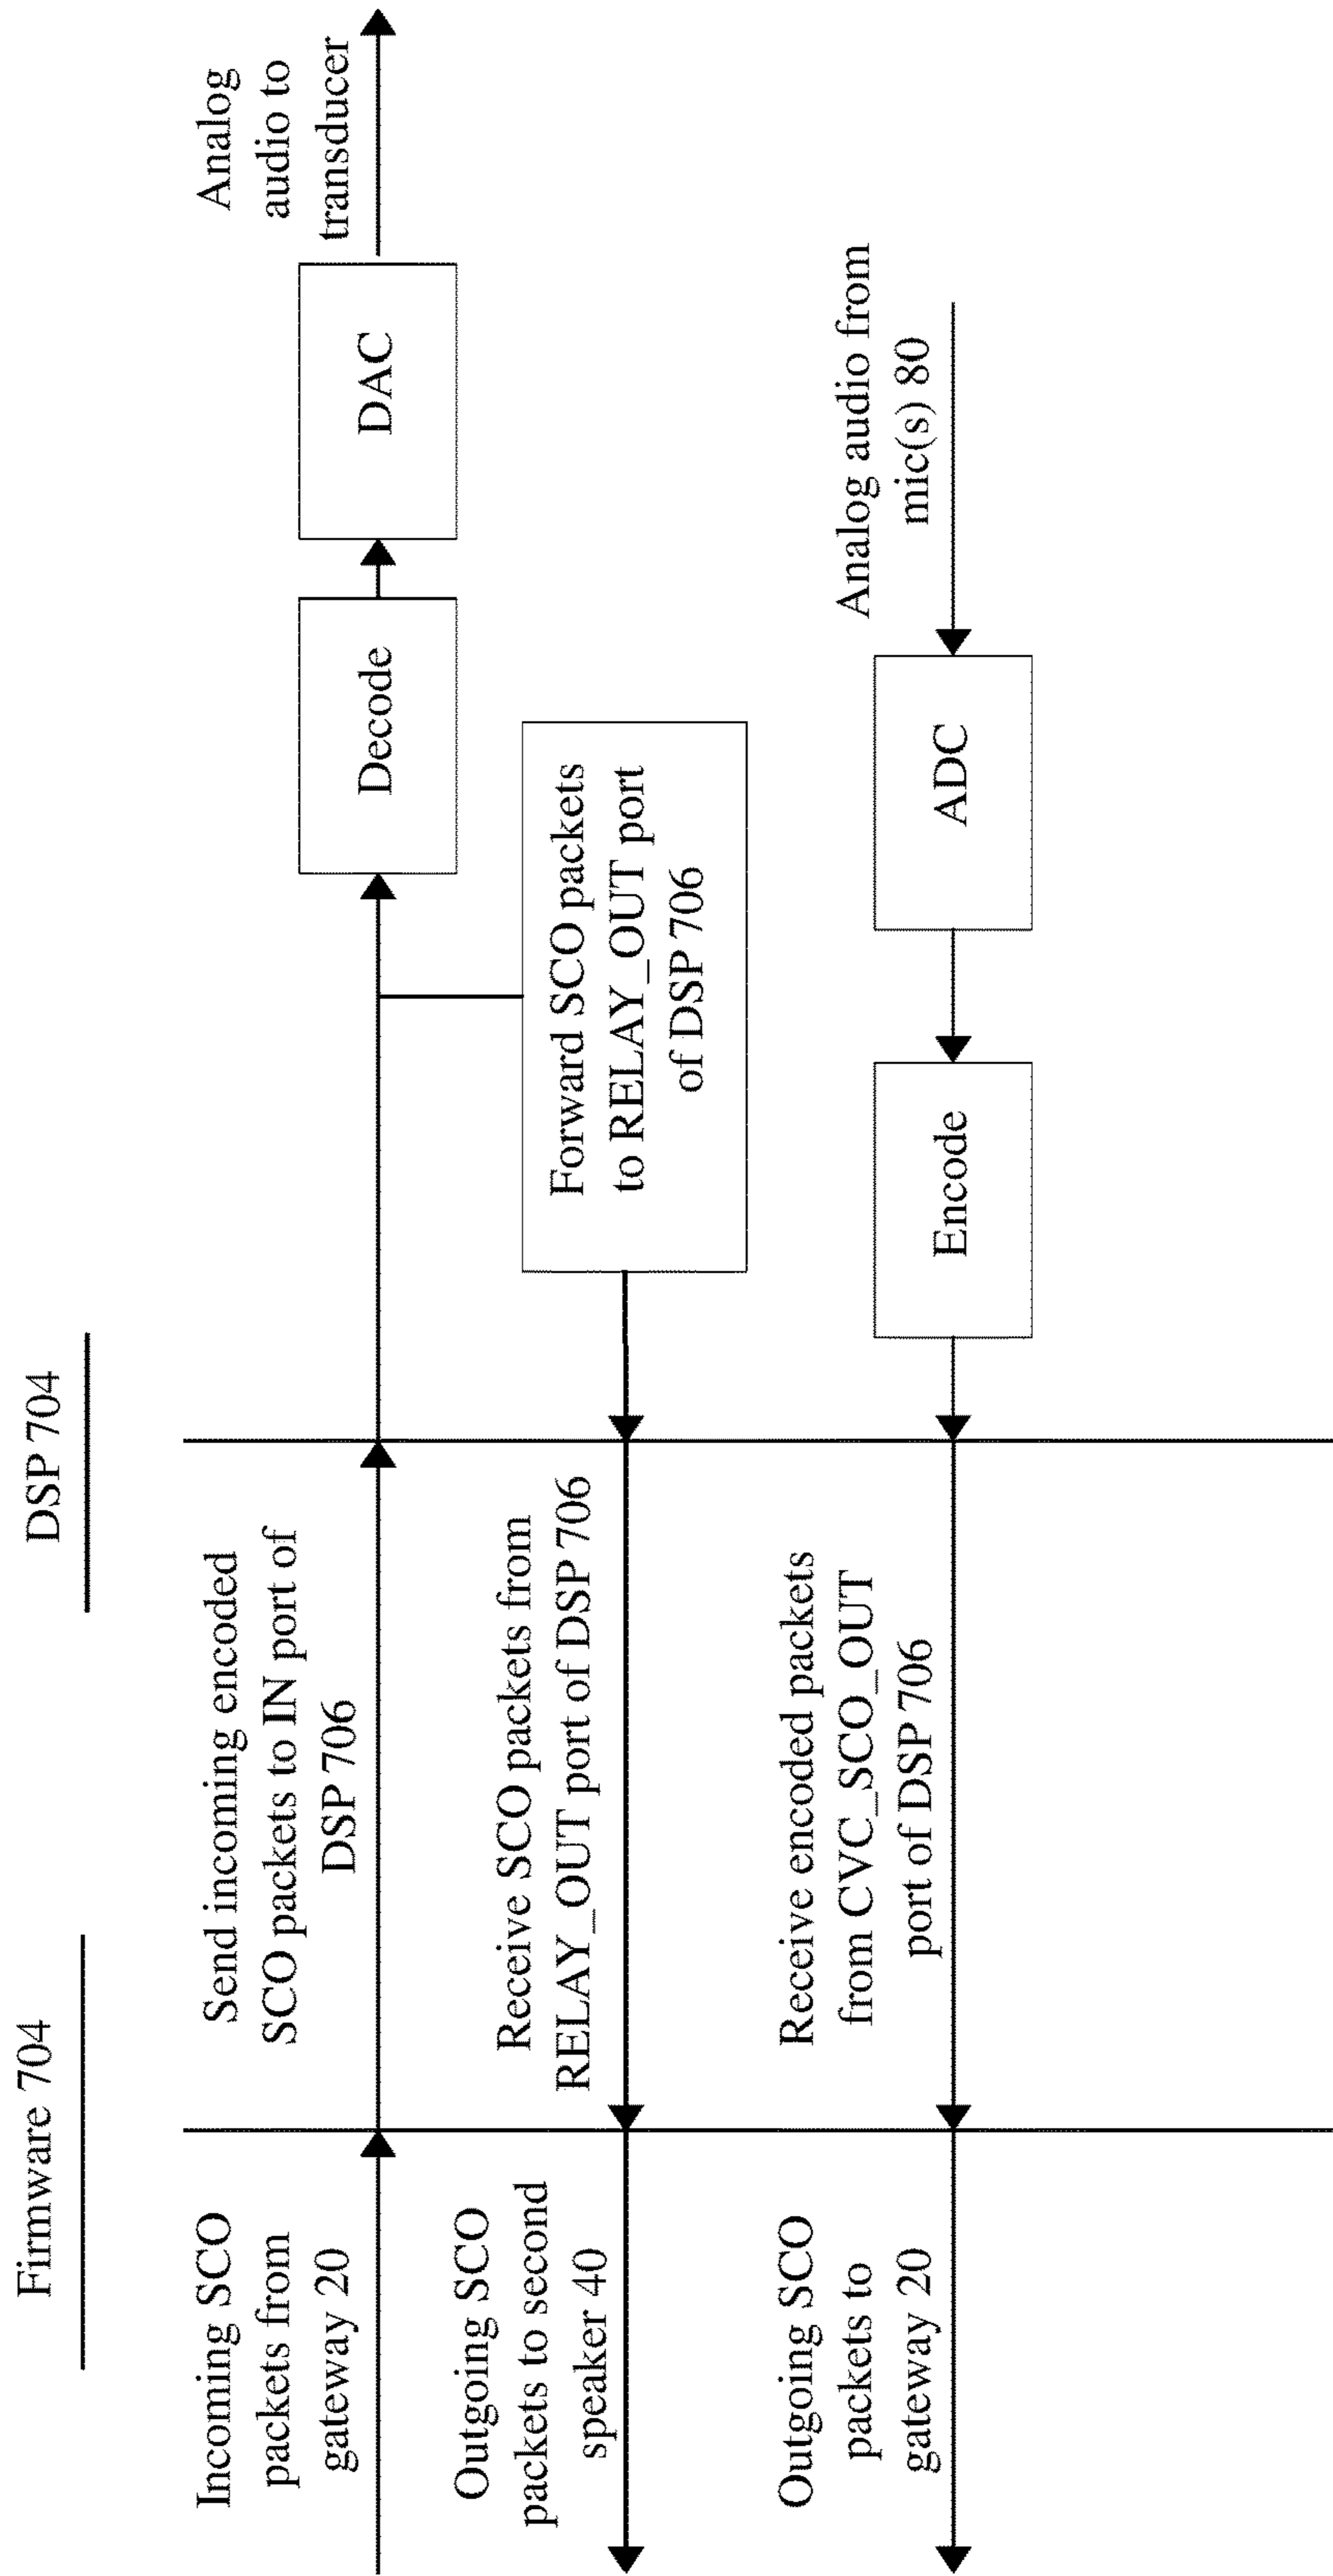 Firmware 704
DSP 704
Incoming SCO
packets from
gateway 20
Send incoming encoded
SCO packets to IN port of
DSP 706
Decode
DAC
Analog
audio to
transducer
Outgoing SCO
packets to second
speaker 40
Receive SCO packets from
RELAY_OUT port of DSP 706
Forward SCO packets
to RELAY_OUT port
of DSP 706
Outgoing SCO
packets to
gateway 20
Receive encoded packets
from CVC_SCO_OUT
port of DSP 706
Encode
ADC
Analog audio from
mic(s) 80